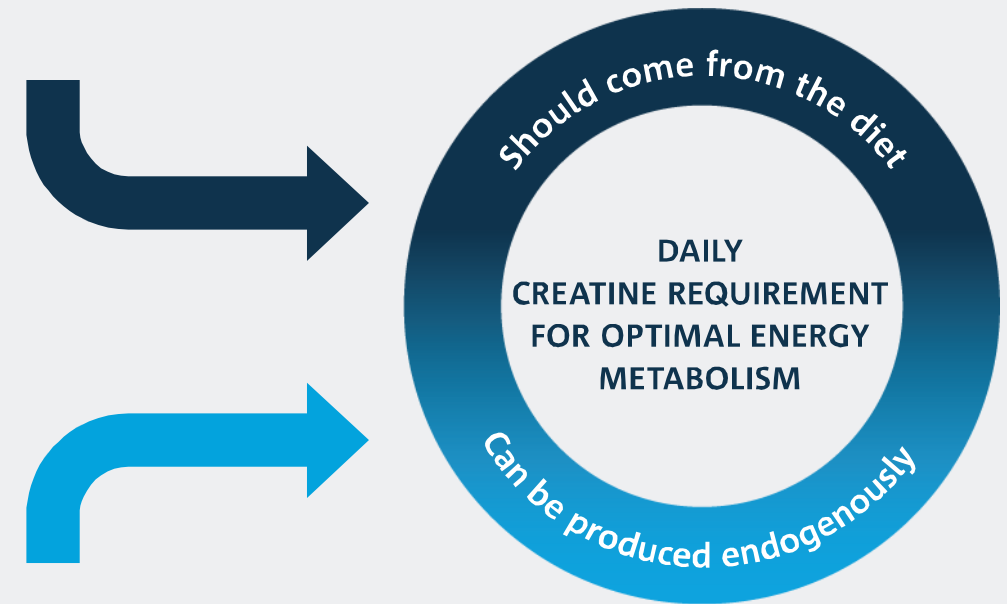 Should come from the diet
DAILY
CREATINE REQUIREMENT
FOR OPTIMAL ENERGY
METABOLISM
Can be produced endogenously